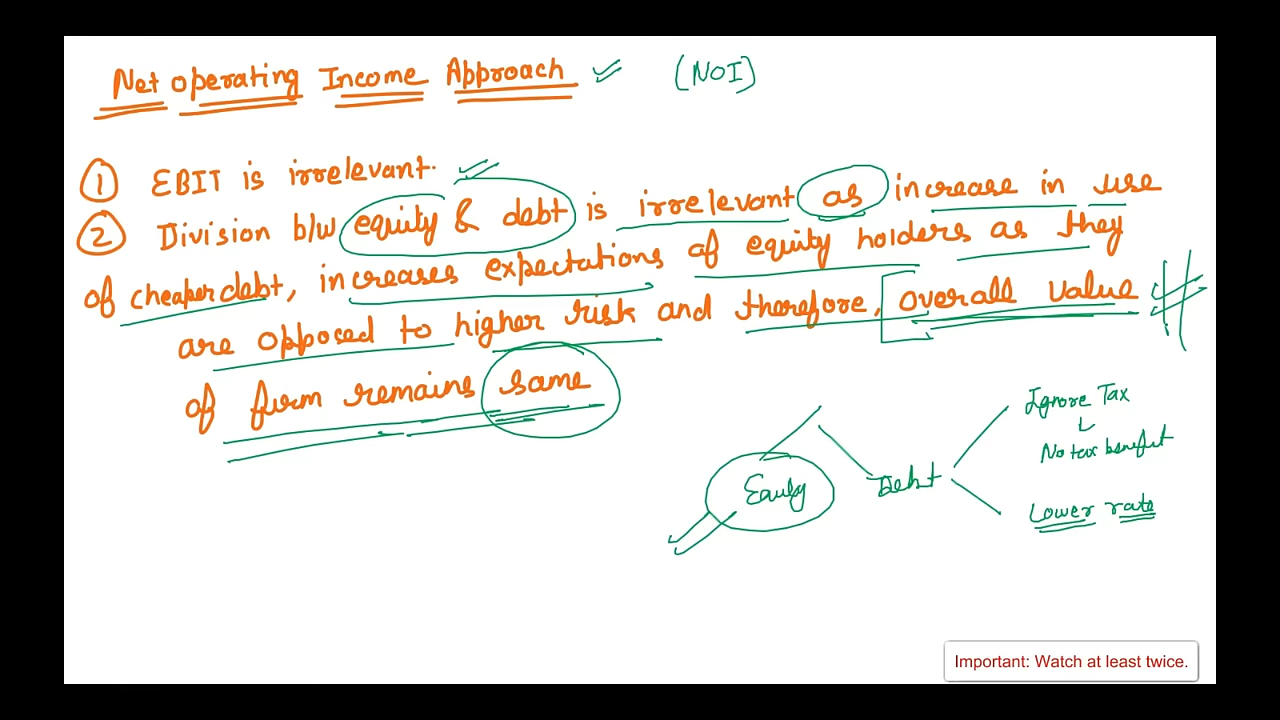 Net operating Income Approach (NOI)
① EBIT is irrelevant.
② Division b/w equity & debt is irrelevant as increase in use
of cheaper debt, increases expectations of equity holders as they
are opposed to higher risk and therefore, overall value
of firm remains same
Ignore Tax
No tax benefit
Equity Debt
Lower rate
Important: Watch at least twice.